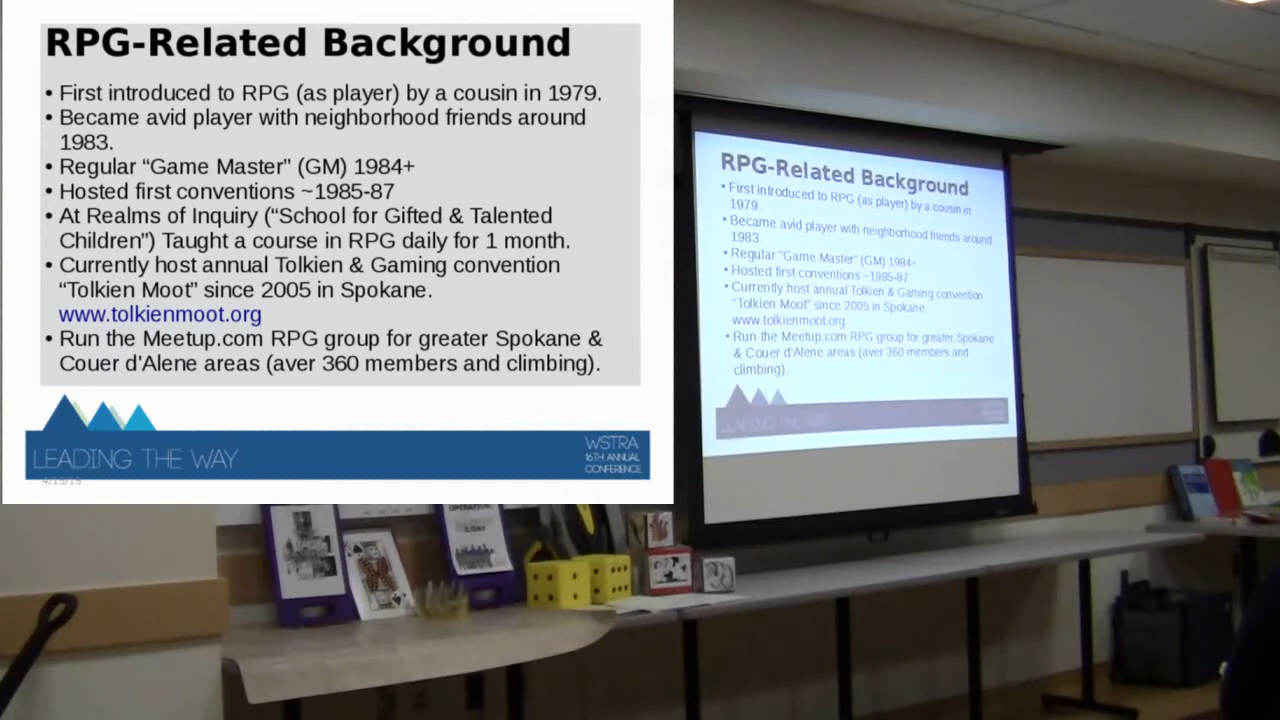 RPG-Related Background
• First introduced to RPG (as player) by a cousin in 1979.
• Became avid player with neighborhood friends around
1983.
• Regular “Game Master” (GM) 1984+
• Hosted first conventions ~1985-87
• At Realms of Inquiry (“School for Gifted & Talented
Children”) Taught a course in RPG daily for 1 month.
• Currently host annual Tolkien & Gaming convention
“Tolkien Moot” since 2005 in Spokane.
www.tolkienmoot.org
• Run the Meetup.com RPG group for greater Spokane &
Couer d'Alene areas (aver 360 members and climbing).
LEADING THE WAY
WSTRA
16TH ANNUAL
CONFERENCE
4/15/15
RPG-Related Background
• First introduced to RPG (as player) by a cousin in
1979.
• Became avid player with neighborhood friends around
1983.
• Regular “Game Master” (GM) 1984+
• Hosted first conventions ~1985-87
• Currently host annual Tolkien & Gaming convention
“Tolkien Moot” since 2005 in Spokane.
www.tolkienmoot.org
• Run the Meetup.com RPG group for greater Spokane
& Couer d'Alene areas (aver 360 members and
climbing).
LEADING THE WAY
OPERATION